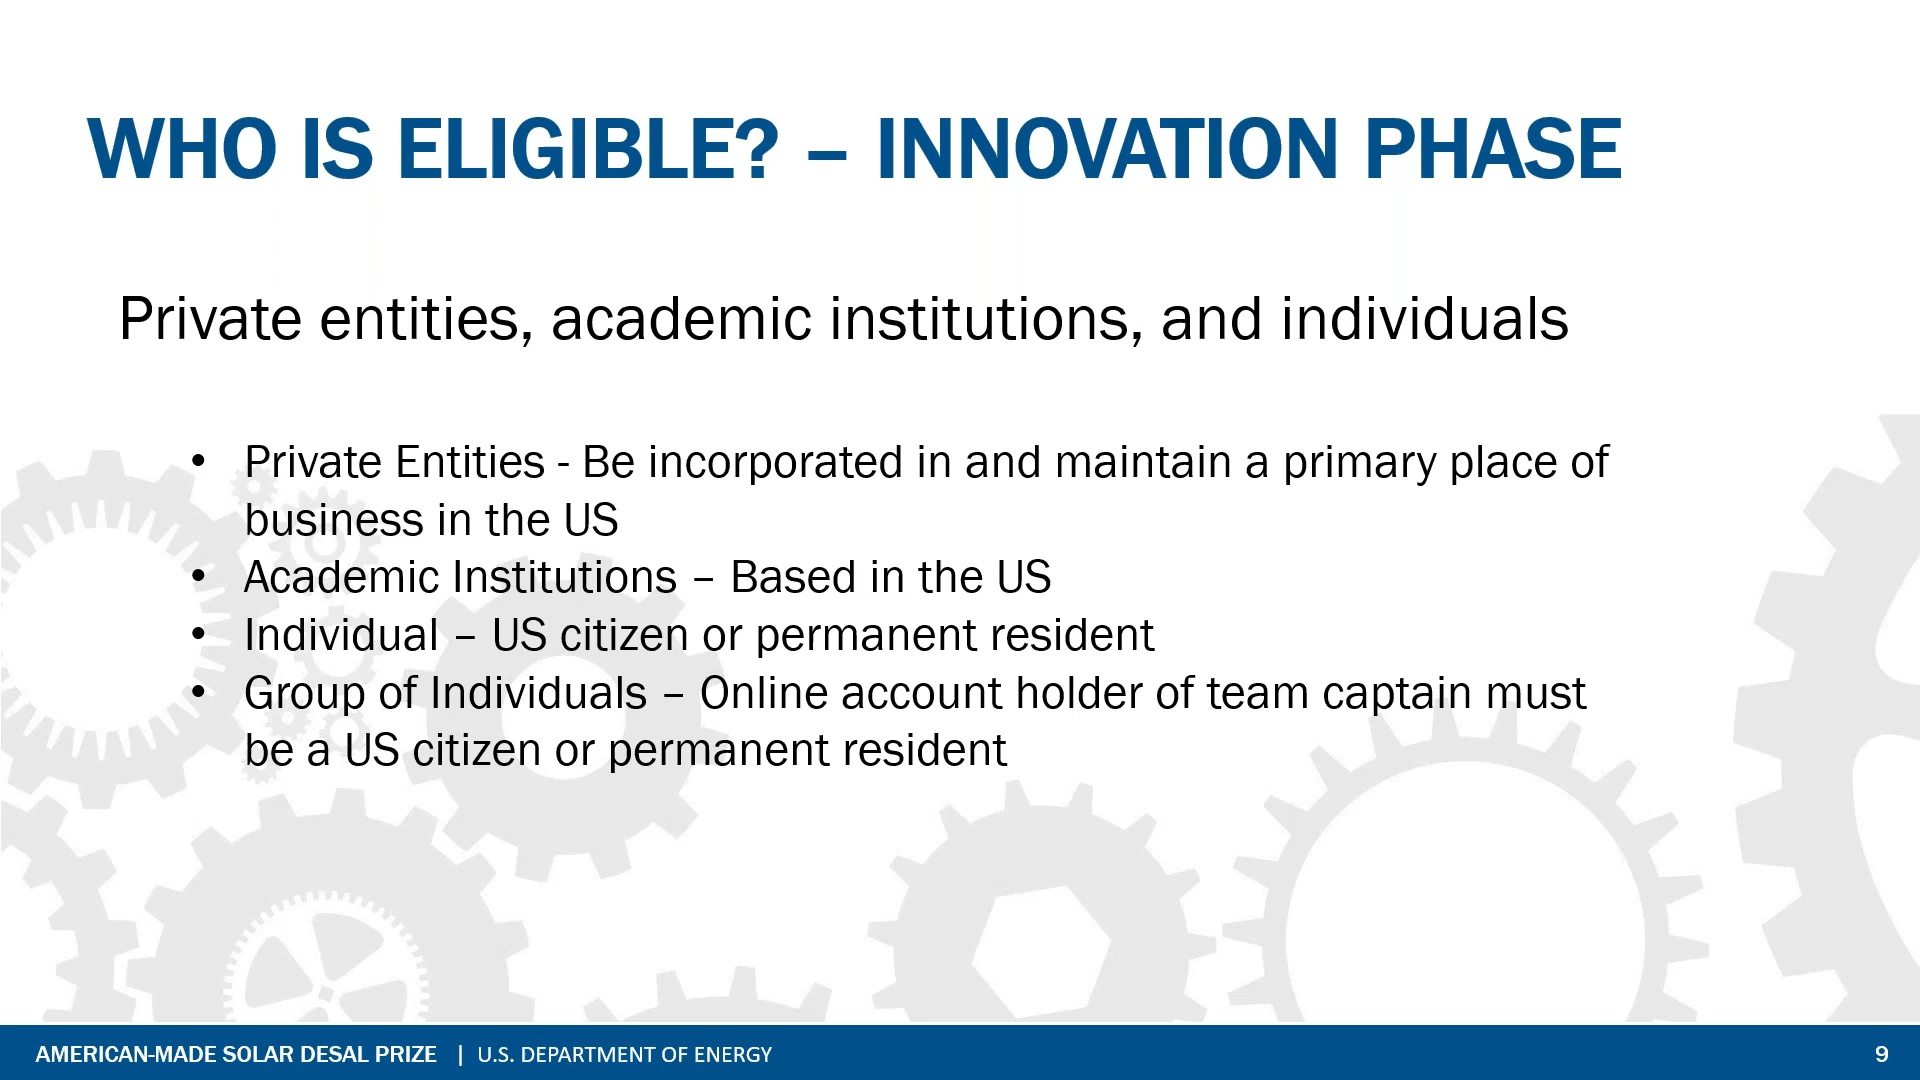 WHO IS ELIGIBLE? – INNOVATION PHASE
Private entities, academic institutions, and individuals
• Private Entities - Be incorporated in and maintain a primary place of
business in the US
• Academic Institutions – Based in the US
• Individual – US citizen or permanent resident
• Group of Individuals – Online account holder of team captain must
be a US citizen or permanent resident
AMERICAN-MADE SOLAR DESAL PRIZE | U.S. DEPARTMENT OF ENERGY
9